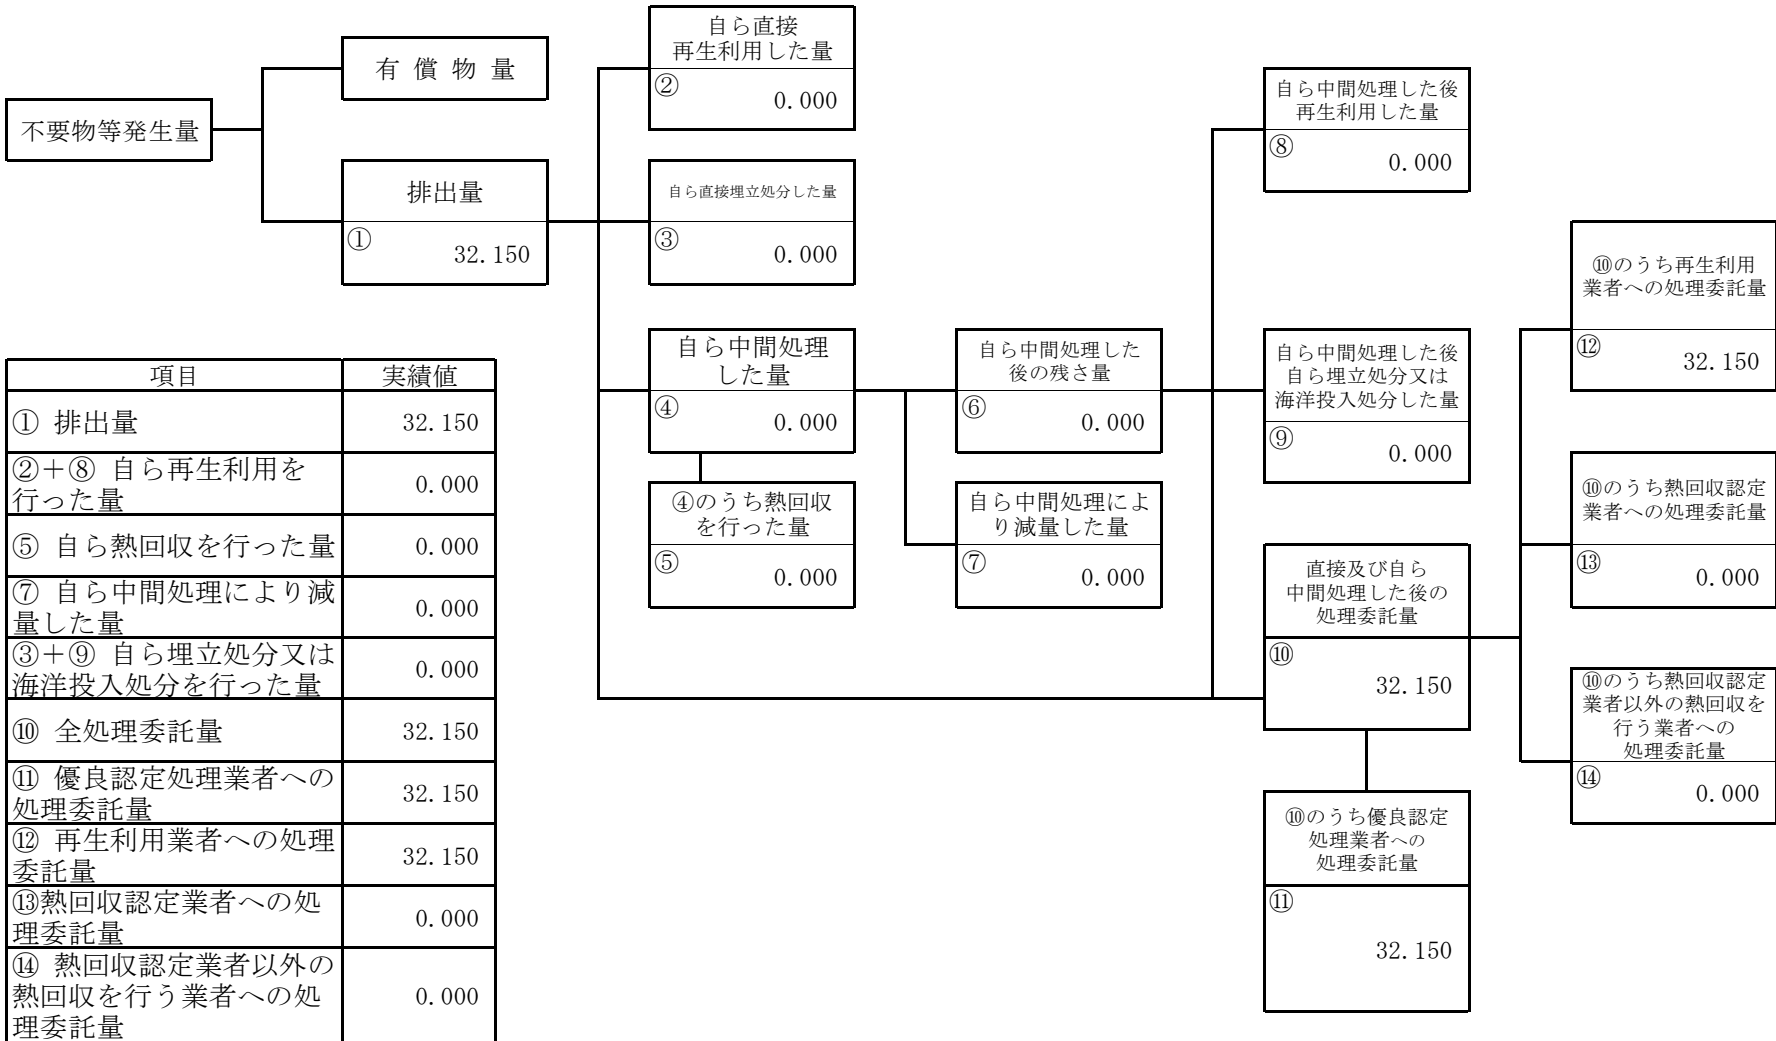 不要物等発生量
有 償 物 量
排出量
①
32.150
自ら直接
再生利用した量
②
0.000
自ら直接埋立処分した量
③
0.000
自ら中間処理
した量
④
0.000
④のうち熱回収
を行った量
⑤
0.000
自ら中間処理した
後の残さ量
⑥
0.000
自ら中間処理によ
り減量した量
⑦
0.000
自ら中間処理した後
再生利用した量
⑧
0.000
自ら中間処理した後
自ら埋立処分又は
海洋投入処分した量
⑨
0.000
直接及び自ら
中間処理した後の
処理委託量
⑩
32.150
⑩のうち優良認定
処理業者への
処理委託量
⑪
32.150
⑩のうち再生利用
業者への処理委託量
⑫
32.150
⑩のうち熱回収認定
業者への処理委託量
⑬
0.000
⑩のうち熱回収認定
業者以外の熱回収を
行う業者への
処理委託量
⑭
0.000
項目 実績値
① 排出量 32.150
②+⑧ 自ら再生利用を
行った量 0.000
⑤ 自ら熱回収を行った量 0.000
⑦ 自ら中間処理により減
量した量 0.000
③+⑨ 自ら埋立処分又は
海洋投入処分を行った量 0.000
⑩ 全処理委託量 32.150
⑪ 優良認定処理業者への
処理委託量 32.150
⑫ 再生利用業者への処理
委託量 32.150
⑬熱回収認定業者への処
理委託量 0.000
⑭ 熱回収認定業者以外の
熱回収を行う業者への処
理委託量 0.000